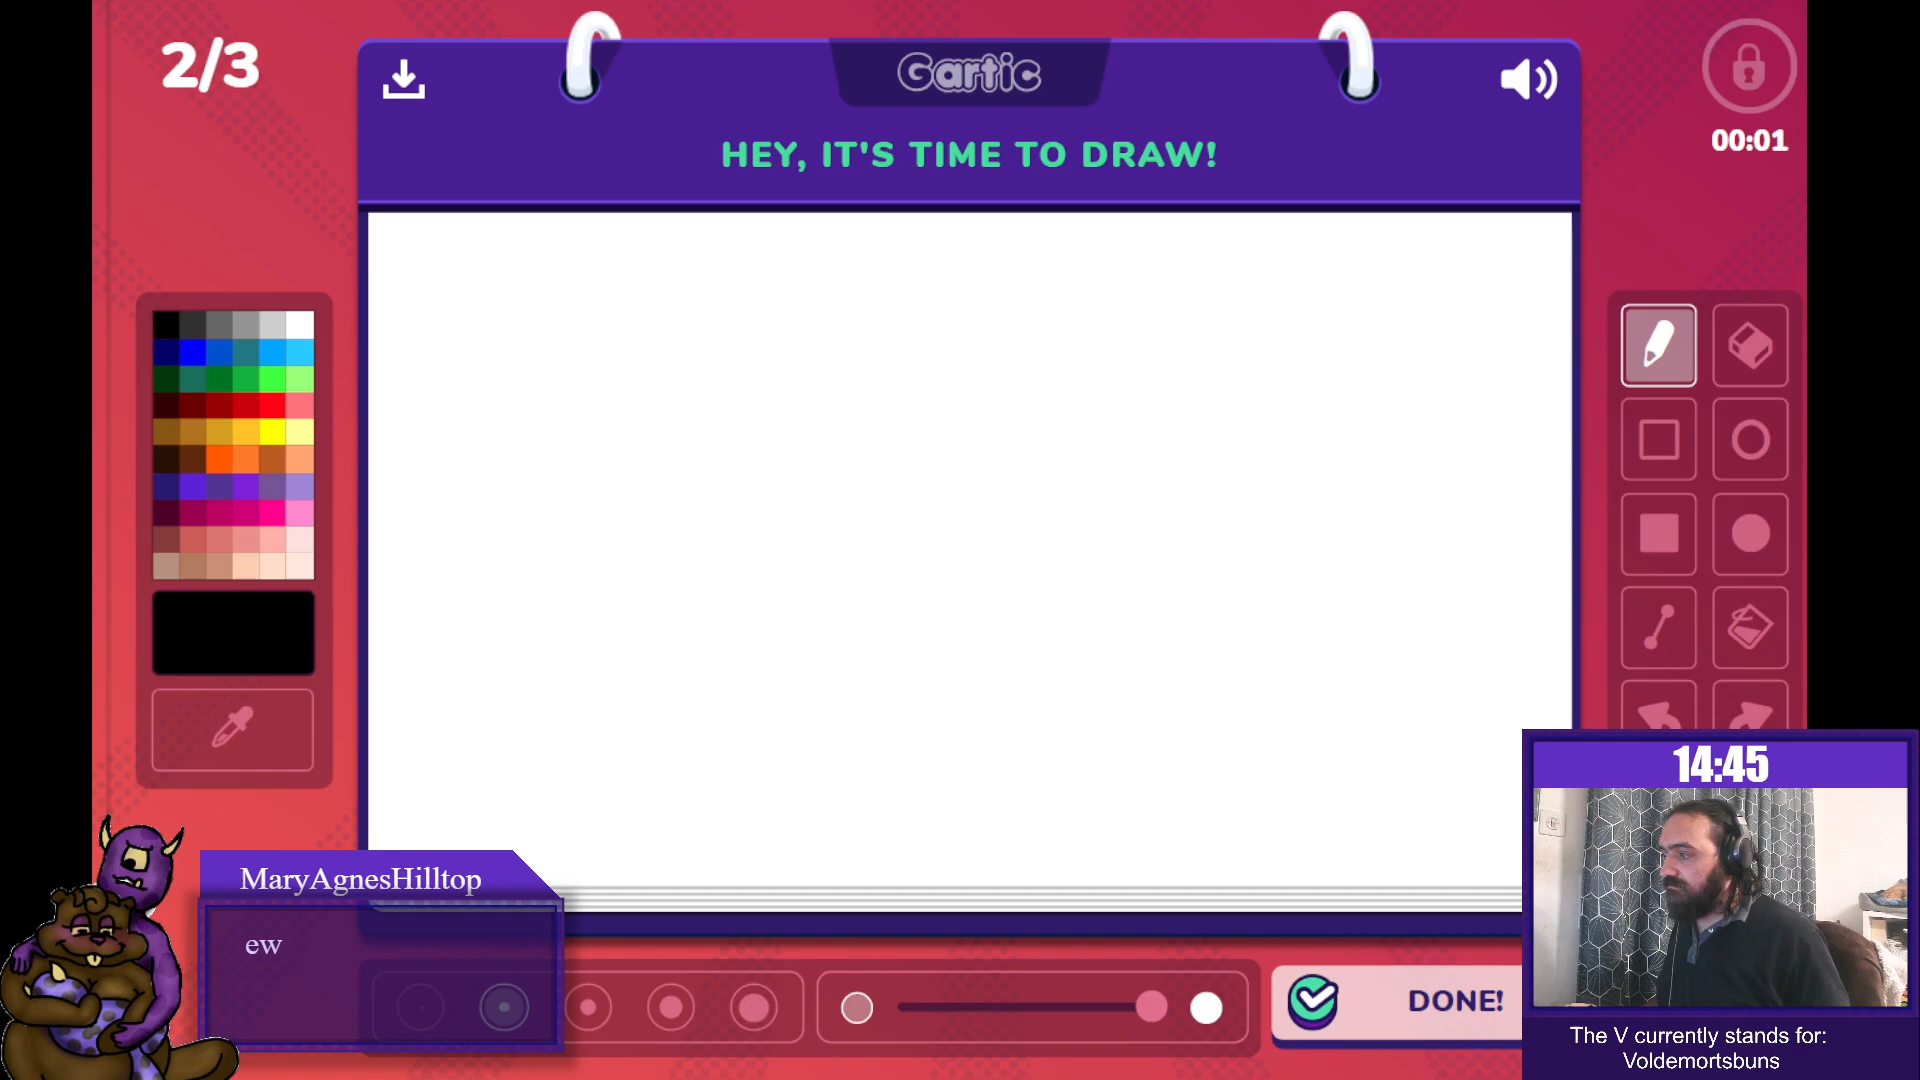 2/3
Gartic
00:01
HEY, IT'S TIME TO DRAW!
14:45
MaryAgnesHilltop
ew
DONE!
The V currently stands for:
Voldemortsbuns